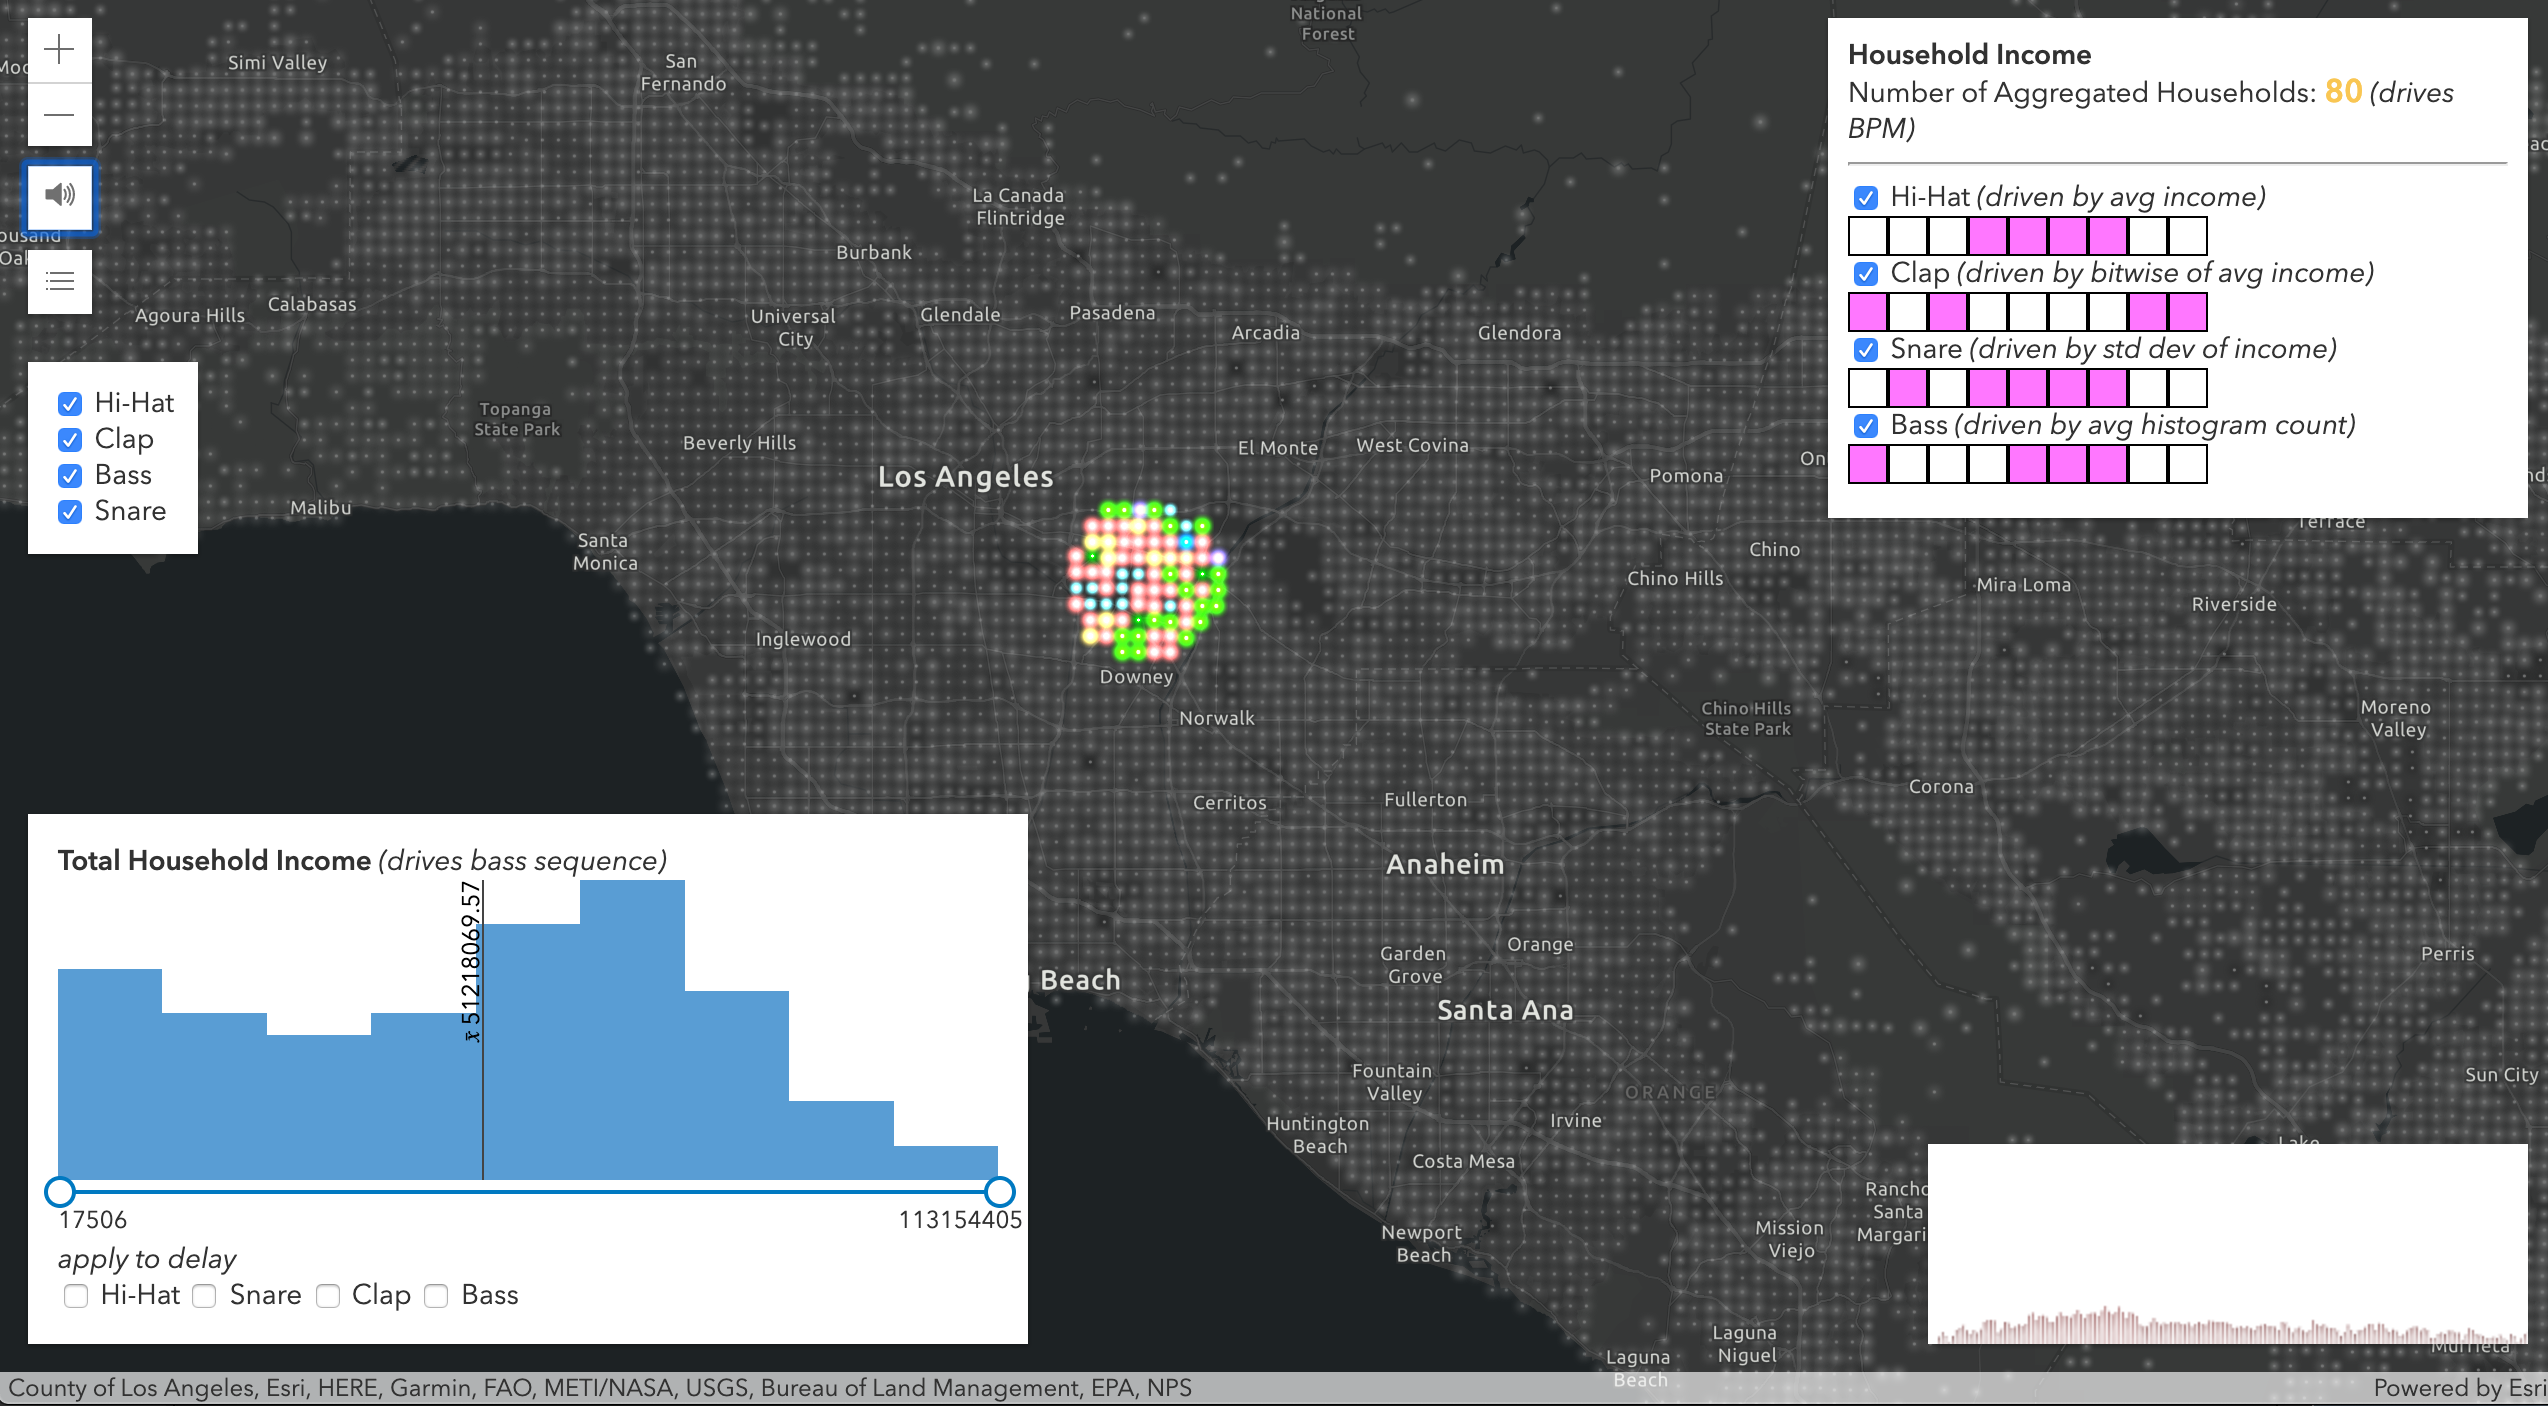 National
Forest
Simi Valley
San
Fernando
La Canada
Flintridge
Burbank
Agoura Hills
Calabasas
Universal
City
Glendale
Pasadena
Arcadia
Glendora
Topanga
State Park
Beverly Hills
El Monte
West Covina
Los Angeles
Pomona
Malibu
Santa
Monica
Chino
Chino Hills
Mira Loma
Riverside
Terrace
Inglewood
Downey
Norwalk
Chino Hills
State Park
Moreno
Valley
Cerritos
Fullerton
Corona
Anaheim
Garden
Grove
Orange
Perris
Beach
Santa Ana
Fountain
Valley
ORANGE
Sun City
Huntington
Beach
Irvine
Costa Mesa
Lake
Santa
Newport
Beach
Mission
Viejo
Laguna
Niguel
Laguna
Beach
Murrieta
Household Income
Number of Aggregated Households: 80 (drives
BPM)
Hi-Hat (driven by avg income)
Clap (driven by bitwise of avg income)
Snare (driven by std dev of income)
Bass (driven by avg histogram count)
Hi-Hat
Clap
Bass
Snare
Total Household Income (drives bass sequence)
x̄ 51218069.57
17506 113154405
apply to delay
Hi-Hat Snare Clap Bass
County of Los Angeles, Esri, HERE, Garmin, FAO, METI/NASA, USGS, Bureau of Land Management, EPA, NPS
Powered by Esri